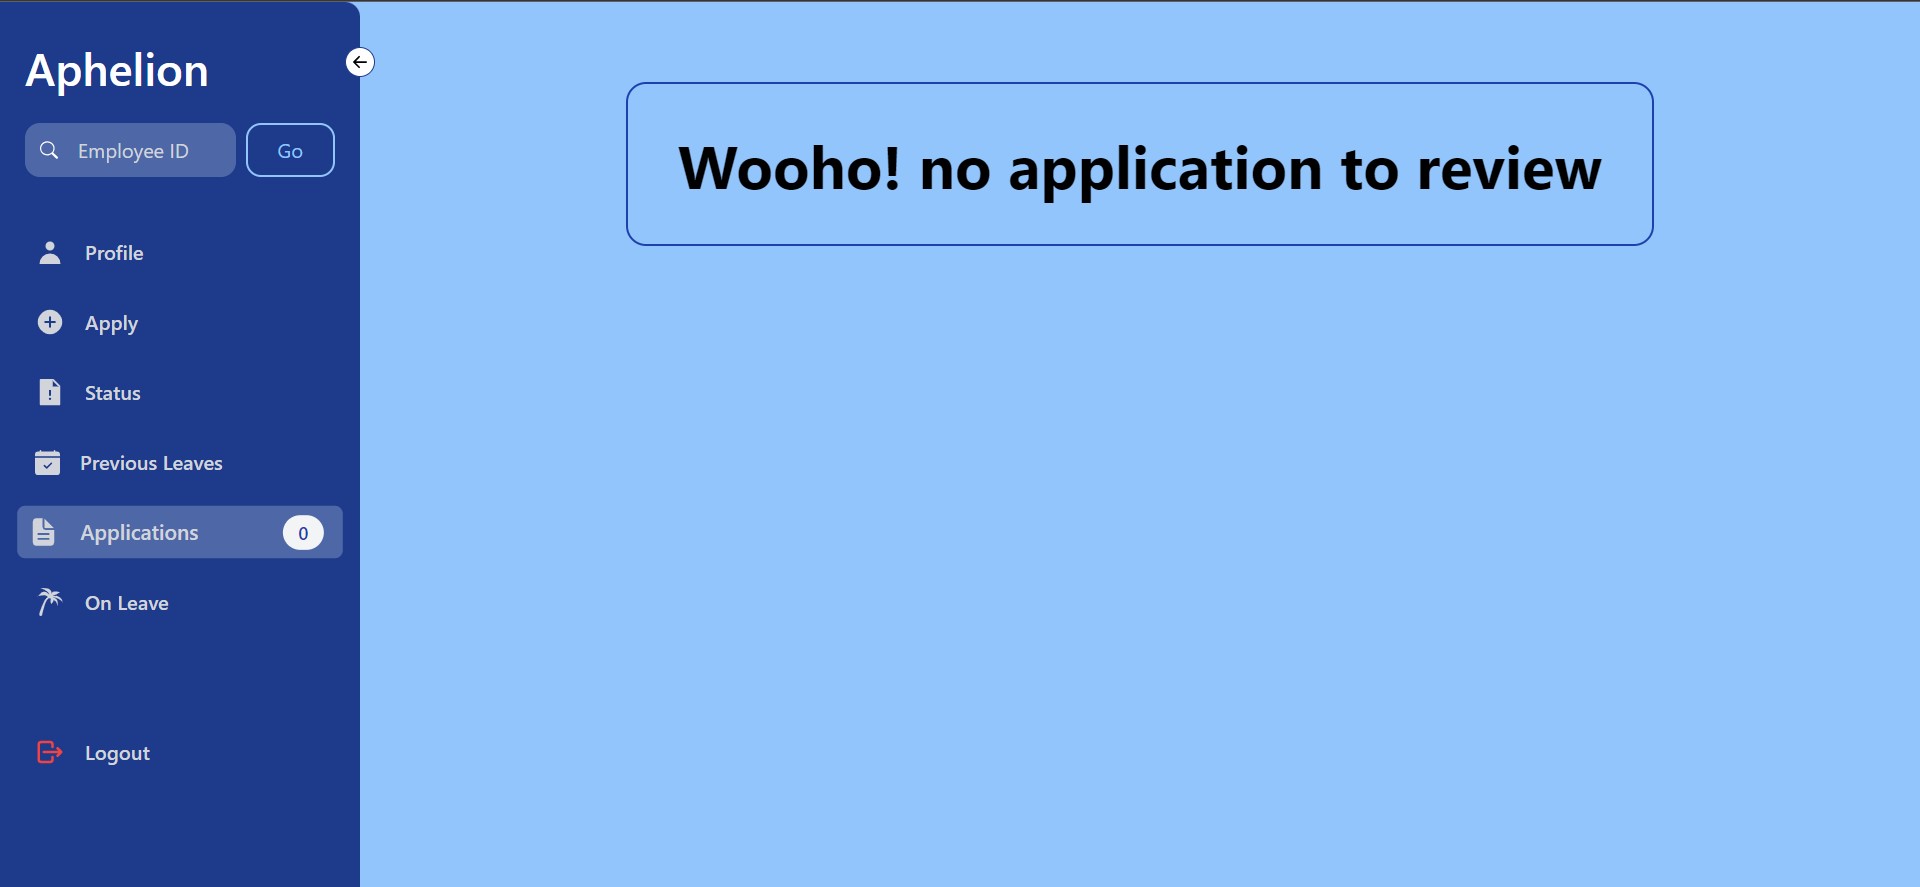 Aphelion
Employee ID
Go
Profile
Apply
Status
Previous Leaves
Applications
0
On Leave
Logout
Wooho! no application to review